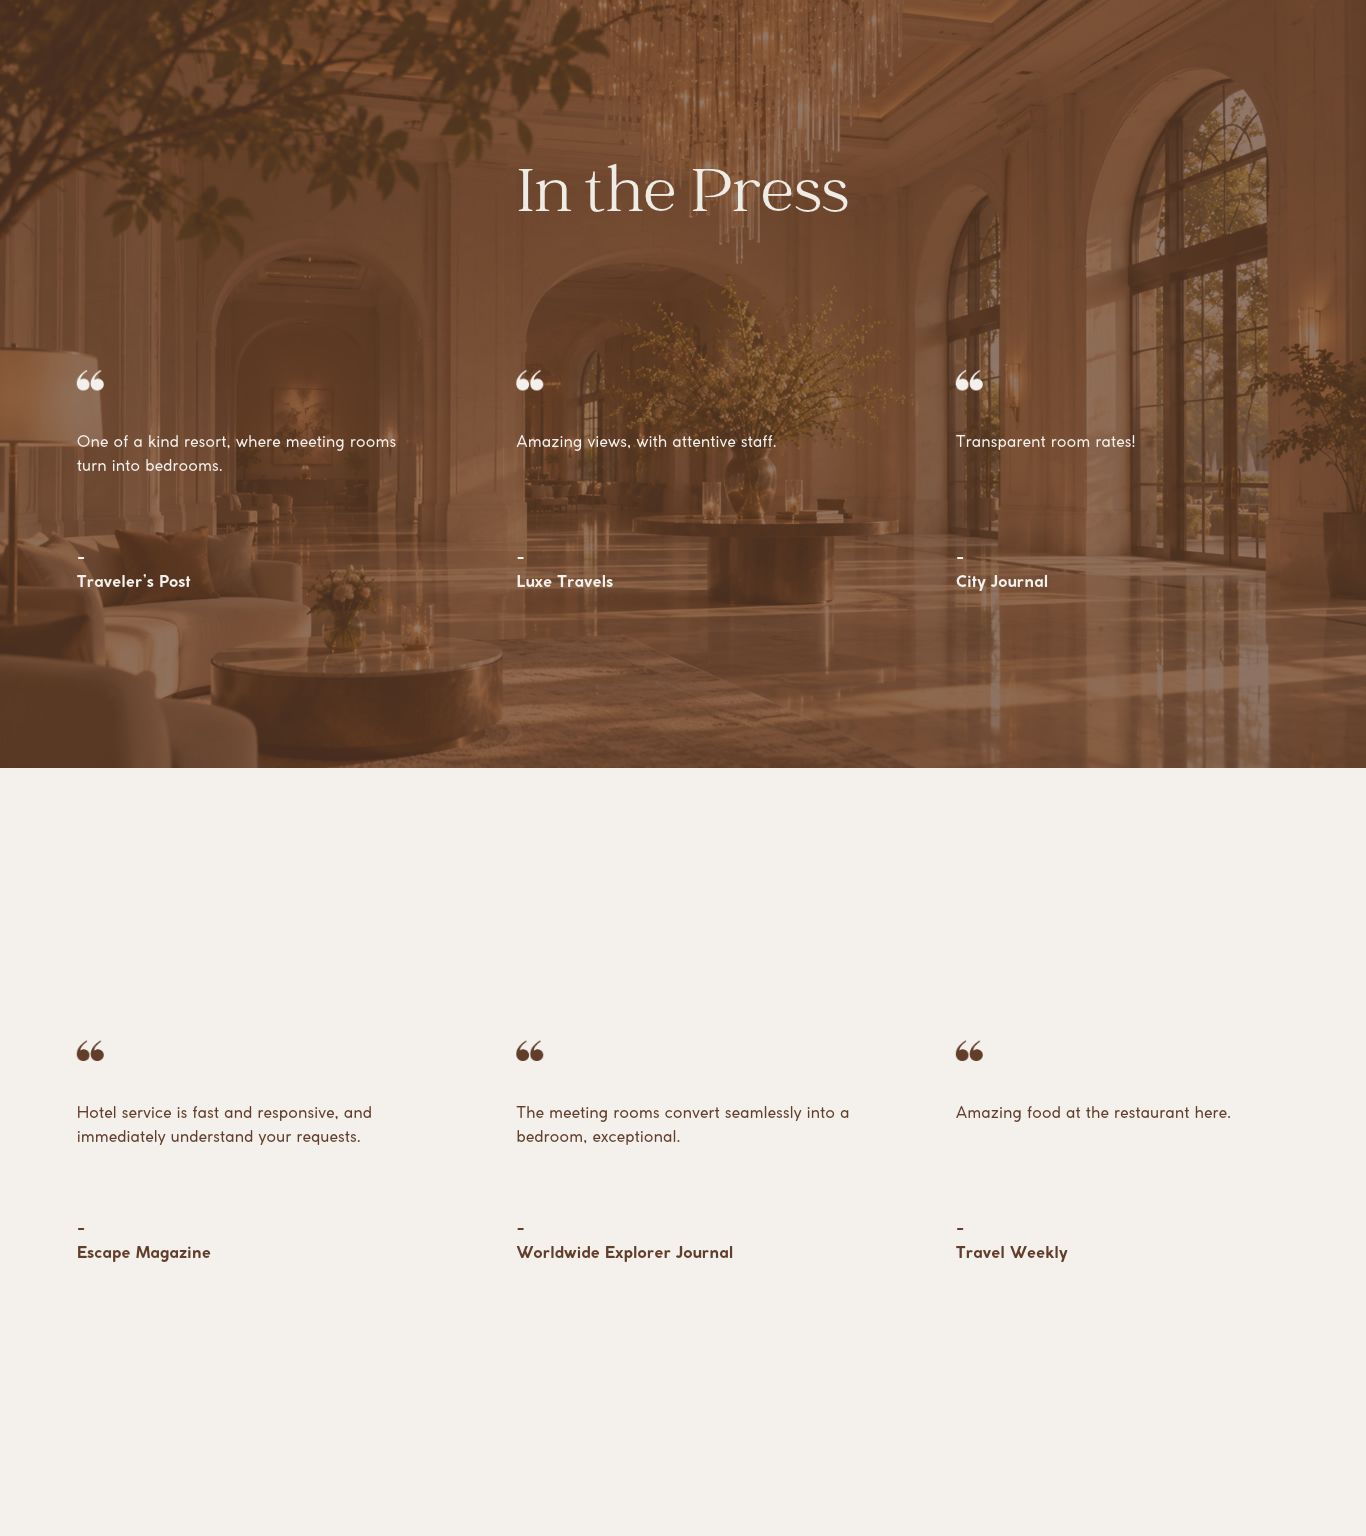 In the Press
“
One of a kind resort, where meeting rooms
turn into bedrooms.
-
Traveler's Post
“
Amazing views, with attentive staff.
-
Luxe Travels
“
Transparent room rates!
-
City Journal
“
Hotel service is fast and responsive, and
immediately understand your requests.
-
Escape Magazine
“
The meeting rooms convert seamlessly into a
bedroom, exceptional.
-
Worldwide Explorer Journal
“
Amazing food at the restaurant here.
-
Travel Weekly